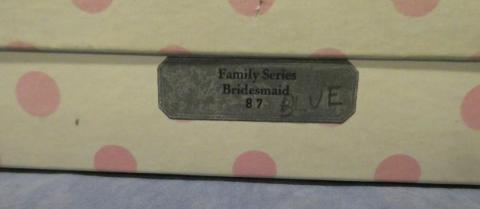 Family Series
Bridesmaid
87 BLUE